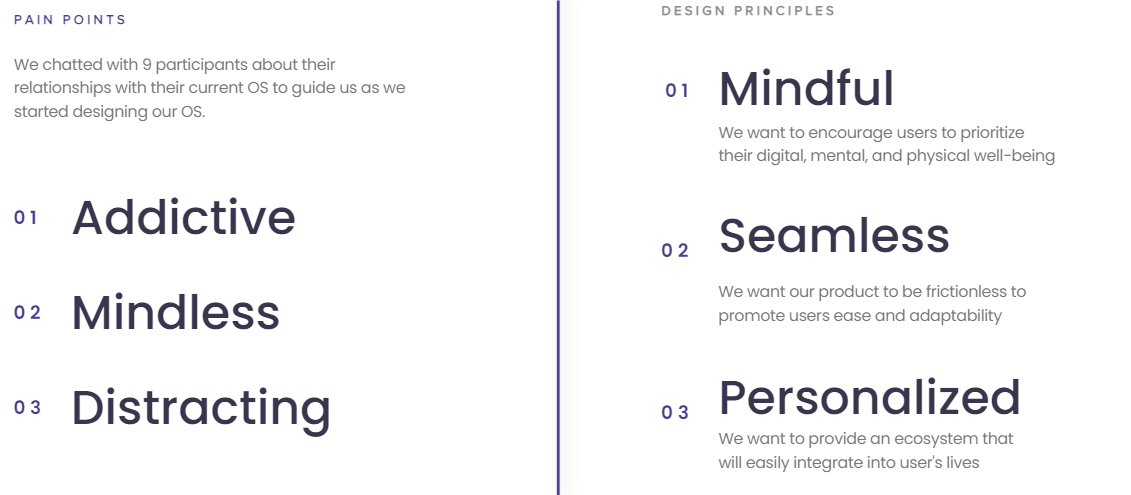 PAIN POINTS
We chatted with 9 participants about their
relationships with their current OS to guide us as we
started designing our OS.
01 Addictive
02 Mindless
03 Distracting
DESIGN PRINCIPLES
01 Mindful
We want to encourage users to prioritize
their digital, mental, and physical well-being
02 Seamless
We want our product to be frictionless to
promote users ease and adaptability
03 Personalized
We want to provide an ecosystem that
will easily integrate into user's lives